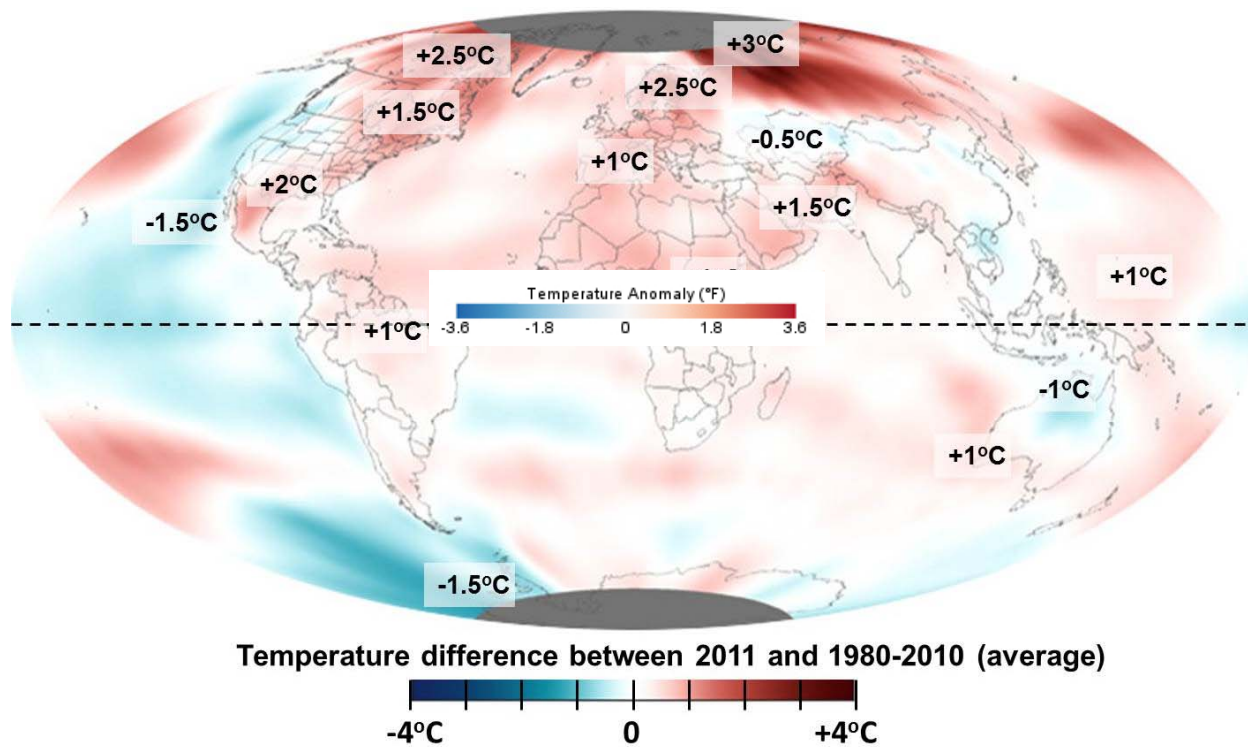 +2.5°C
+3°C
+2.5°C
+1.5°C
-0.5°C
+1°C
+2°C
+1.5°C
-1.5°C
+1°C
Temperature Anomaly (°F)
-3.6 -1.8 0 1.8 3.6
+1°C
-1°C
+1°C
-1.5°C
Temperature difference between 2011 and 1980-2010 (average)
-4°C 0 +4°C